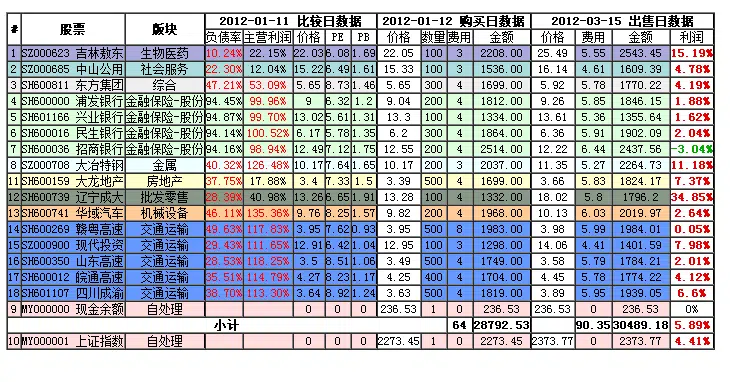 2012-01-11 比较日数据 2012-01-12 购买日数据 2012-03-15 出售日数据
# 股票 版块 负债率 主营利润 价格 PE PB 价格 数量 费用 金额 价格 费用 金额 利润
1 SZ000623 吉林敖东 生物医药 10.24% 22.15% 22.03 6.08 1.69 22.05 100 3 2208.00 25.49 5.55 2543.45 15.19%
2 SZ000685 中山公用 社会服务 22.30% 12.04% 15.22 6.49 1.61 15.33 100 3 1536.00 16.14 4.61 1609.39 4.78%
3 SH600811 东方集团 综合 47.21% 53.09% 5.65 8.73 1.46 5.65 300 4 1699.00 5.92 5.78 1770.22 4.19%
4 SH600000 浦发银行 金融保险-股份 94.45% 99.96% 9 6.32 1.2 9.04 200 4 1812.00 9.26 5.85 1846.15 1.88%
5 SH601166 兴业银行 金融保险-股份 94.87% 99.70% 13.02 5.61 1.31 13.3 100 4 1334.00 13.61 5.36 1355.64 1.62%
6 SH600016 民生银行 金融保险-股份 94.14% 100.52% 6.17 5.78 1.35 6.2 300 4 1864.00 6.36 5.91 1902.09 2.04%
7 SH600036 招商银行 金融保险-股份 94.16% 98.94% 12.49 7.12 1.75 12.55 200 4 2514.00 12.22 6.44 2437.56 -3.04%
8 SZ000708 大冶特钢 金属 40.32% 126.48% 10.17 7.64 1.65 10.17 200 3 2037.00 11.35 5.27 2264.73 11.18%
11 SH600159 大龙地产 房地产 37.75% 17.88% 3.4 7.33 1.5 3.39 500 4 1699.00 3.66 5.83 1824.17 7.37%
12 SH600739 辽宁成大 批发零售 28.39% 40.98% 13.26 6.65 1.91 13.28 100 4 1332.00 18.02 5.8 1796.2 34.85%
13 SH600741 华域汽车 机械设备 46.11% 135.36% 9.76 8.25 1.57 9.82 200 4 1968.00 10.13 6.03 2019.97 2.64%
14 SH600269 赣粤高速 交通运输 49.63% 117.83% 3.95 7.62 0.93 3.95 500 8 1983.00 3.98 5.99 1984.01 0.05%
15 SZ000900 现代投资 交通运输 29.43% 111.65% 12.91 6.42 1.04 12.95 100 3 1298.00 14.06 4.41 1401.59 7.98%
16 SH600350 山东高速 交通运输 28.53% 118.25% 3.5 6.51 1.06 3.49 500 4 1749.00 3.58 5.79 1784.21 2.01%
17 SH600012 皖通高速 交通运输 35.51% 114.79% 4.27 8.23 1.17 4.25 400 4 1704.00 4.45 5.78 1774.22 4.12%
18 SH601107 四川成渝 交通运输 38.70% 113.30% 3.64 8.92 1.24 3.63 500 4 1819.00 3.89 5.95 1939.05 6.6%
9 MY000000 现金余额 自处理 0 0 0 236.53 1 0 236.53 236.53 236.53 0%
小计 64 28792.53 90.35 30489.18 5.89%
10 MY000001 上证指数 自处理 0 0 0 2273.45 1 0 2273.45 2373.77 2373.77 4.41%